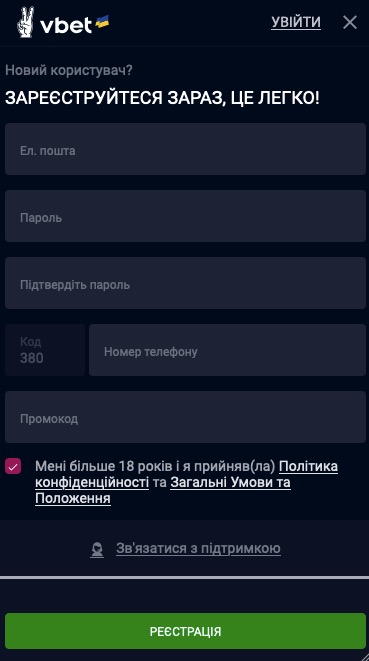 vbet
УВІЙТИ
Новий користувач?
ЗАРЕЄСТРУЙТЕСЯ ЗАРАЗ, ЦЕ ЛЕГКО!
Ел. пошта
Пароль
Підтвердіть пароль
Код
380
Номер телефону
Промокод
Мені більше 18 років і я прийняв(ла) Політика
конфіденційності та Загальні Умови та
Положення
Зв'язатися з підтримкою
РЕЄСТРАЦІЯ